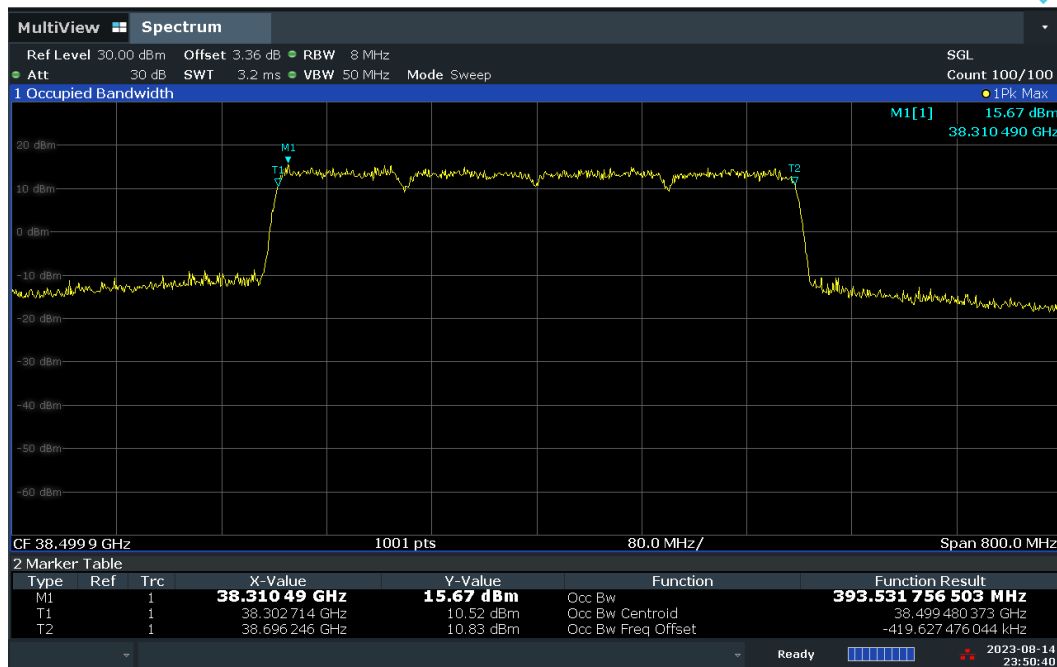 MultiView Spectrum
Ref Level 30.00 dBm Offset 3.36 dB RBW 8 MHz SGL
Att 30 dB SWT 3.2 ms VBW 50 MHz Mode Sweep Count 100/100
1 Occupied Bandwidth 1Pk Max
M1[1] 15.67 dBm
38.310 490 GHz
20 dBm
M1
T1
T2
10 dBm
0 dBm
-10 dBm
-20 dBm
-30 dBm
-40 dBm
-50 dBm
-60 dBm
CF 38.499 9 GHz 1001 pts 80.0 MHz/ Span 800.0 MHz
2 Marker Table
Type Ref Trc X-Value Y-Value Function Function Result
M1 1 38.310 49 GHz 15.67 dBm Occ Bw 393.531 756 503 MHz
T1 1 38.302 714 GHz 10.52 dBm Occ Bw Centroid 38.499 480 373 GHz
T2 1 38.696 246 GHz 10.83 dBm Occ Bw Freq Offset -419.627 476 044 kHz
Ready 2023-08-14
23:50:40